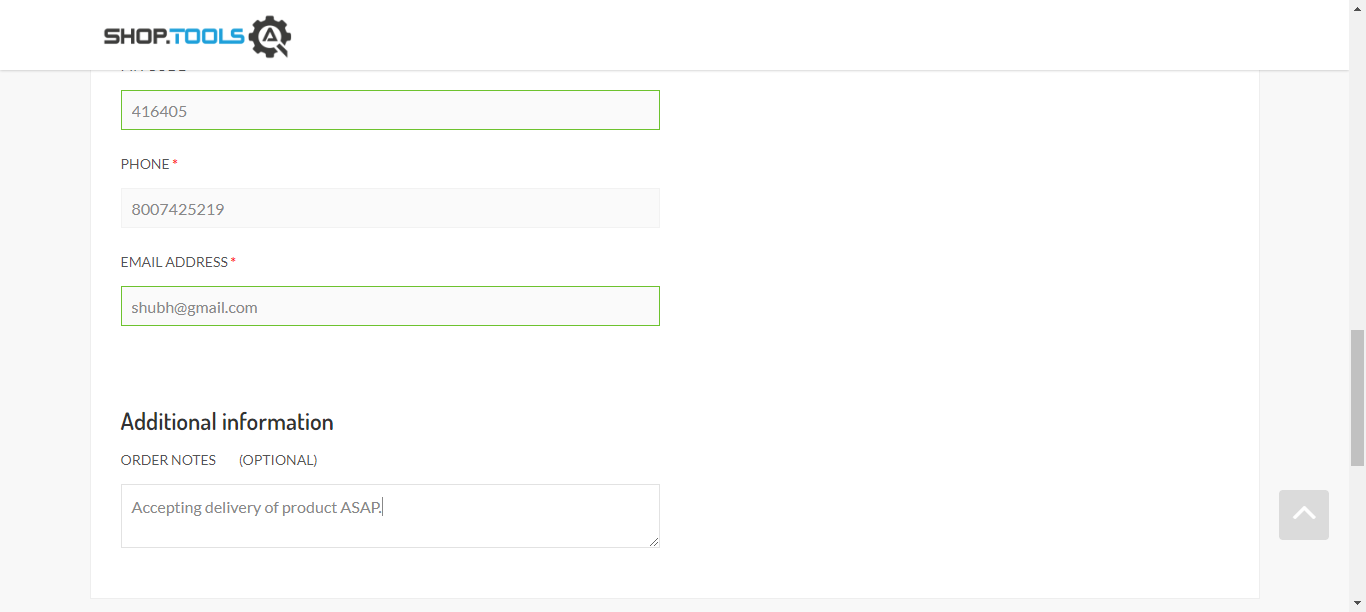 SHOP.TOOLS
416405
PHONE *
8007425219
EMAIL ADDRESS *
shubh@gmail.com
Additional information
ORDER NOTES (OPTIONAL)
Accepting delivery of product ASAP.